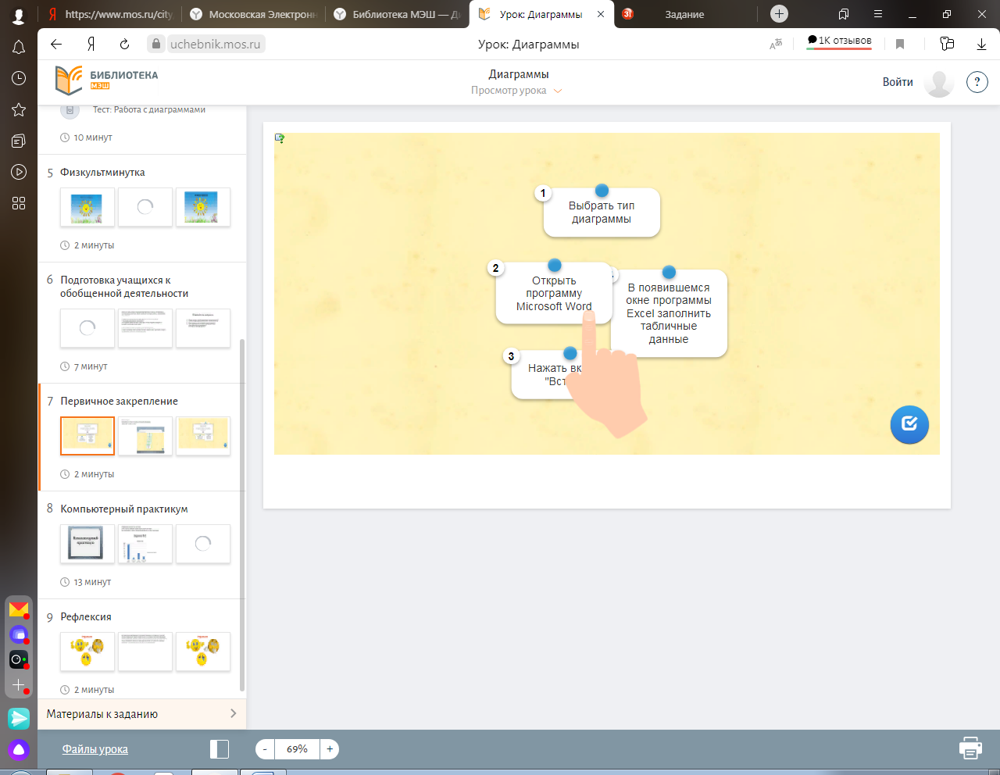 https://www.mos.ru/city
Московская Электронн
Библиотека МЭШ — Ди
Урок: Диаграммы
Задание
uchebnik.mos.ru
Урок: Диаграммы
1К отзывов
БИБЛИОТЕКА
МЭШ
Диаграммы
Просмотр урока
Войти
?
Тест: Работа с диаграммами
10 минут
5 Физкультминутка
2 минуты
6 Подготовка учащихся к
обобщенной деятельности
7 минут
7 Первичное закрепление
2 минуты
8 Компьютерный практикум
Компьютерный
практикум
13 минут
9 Рефлексия
2 минуты
Материалы к заданию
1
Выбрать тип
диаграммы
2
Открыть
программу
Microsoft Word
В появившемся
окне программы
Excel заполнить
табличные
данные
3
Нажать вк
"Вст
Файлы урока
- 69% +